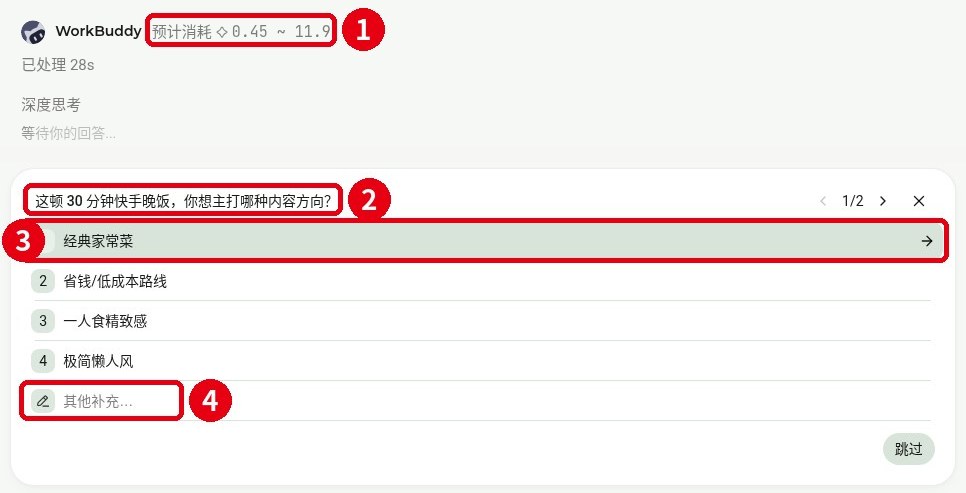 WorkBuddy 预计消耗 ◇ 0.45 ~ 11.9 1
已处理 28s
深度思考
等待你的回答...
这顿 30 分钟快手晚饭，你想主打哪种内容方向? 2 < 1/2 > ×
3 经典家常菜 →
2 省钱/低成本路线
3 一人食精致感
4 极简懒人风
其他补充... 4
跳过